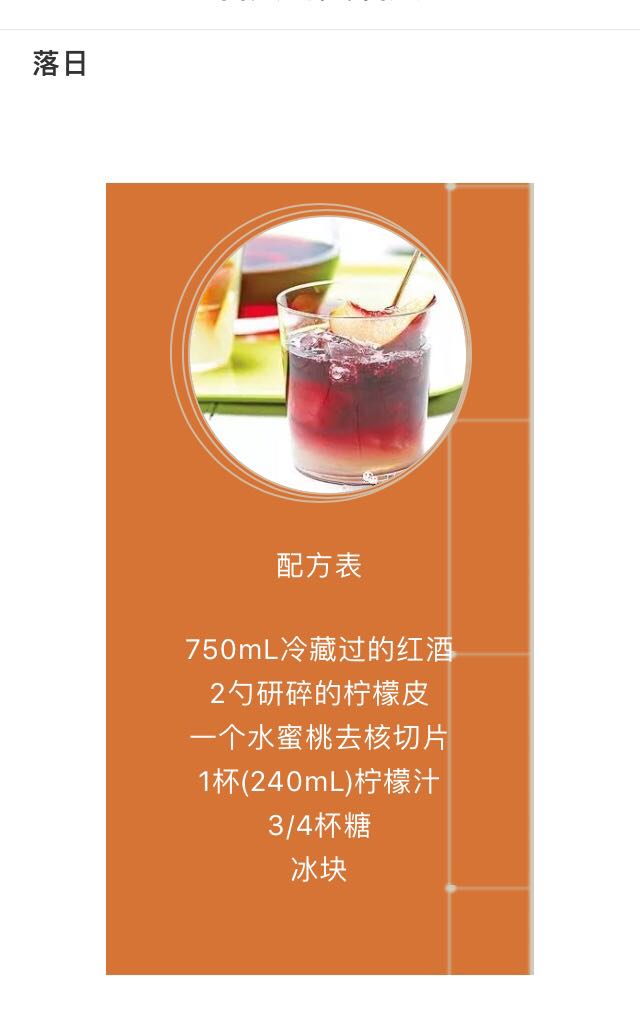 落日
配方表
750mL冷藏过的红酒
2勺研碎的柠檬皮
一个水蜜桃去核切片
1杯(240mL)柠檬汁
3/4杯糖
冰块